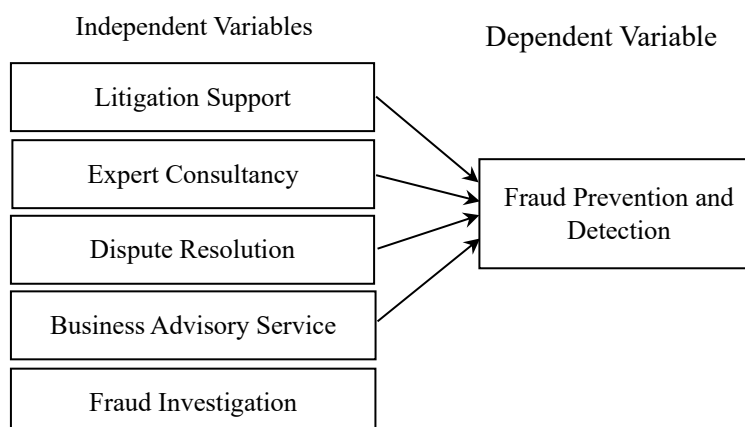 Independent Variables
Dependent Variable
Litigation Support
Expert Consultancy
Dispute Resolution
Business Advisory Service
Fraud Investigation
Fraud Prevention and
Detection